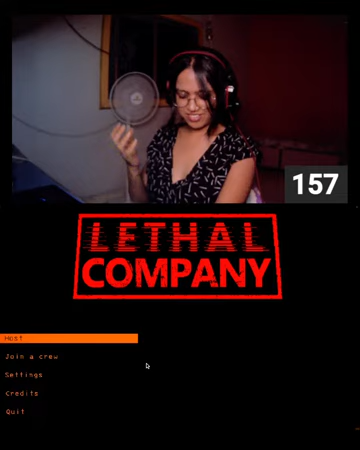 157
LETHAL
COMPANY
Host
Join a crew
Settings
Credits
Quit